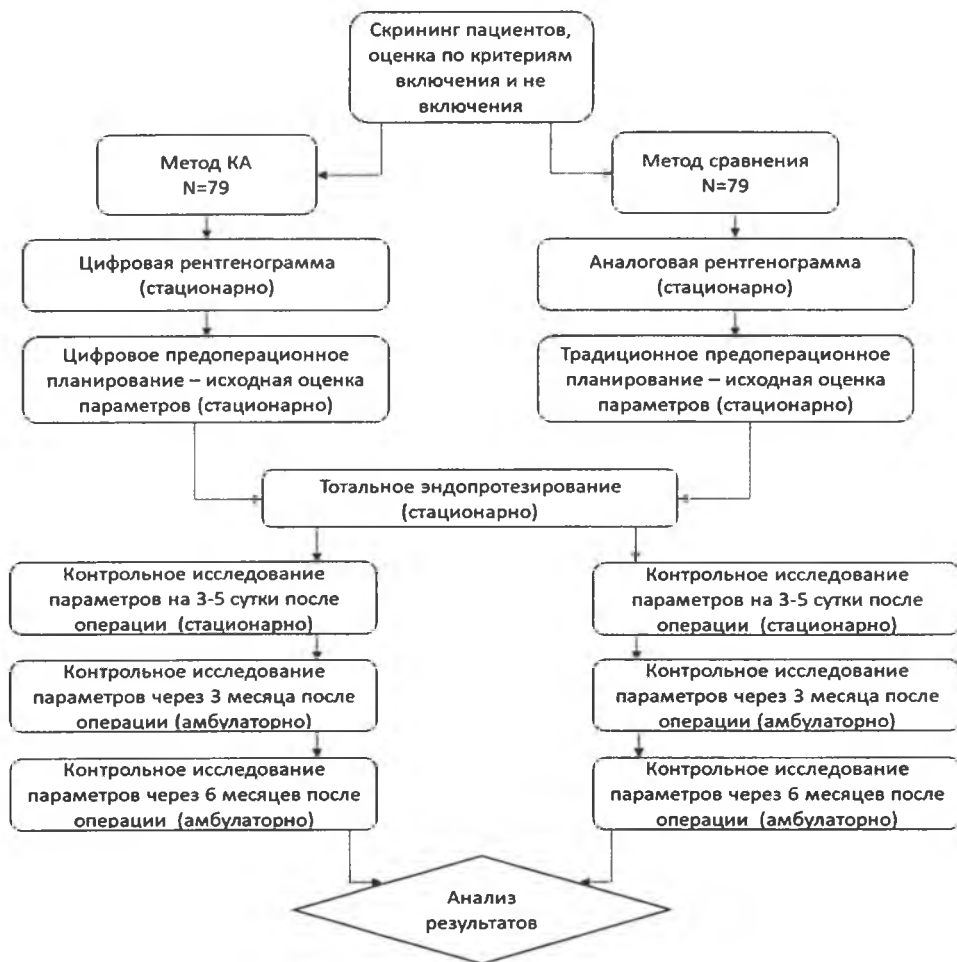 Скрининг пациентов,
оценка по критериям
включения и не
включения
Метод КА
N=79
Метод сравнения
N=79
Цифровая рентгенограмма
(стационарно)
Аналоговая рентгенограмма
(стационарно)
Цифровое предоперационное
планирование – исходная оценка
параметров (стационарно)
Традиционное предоперационное
планирование – исходная оценка
параметров (стационарно)
Тотальное эндопротезирование
(стационарно)
Контрольное исследование
параметров на 3-5 сутки после
операции (стационарно)
Контрольное исследование
параметров на 3-5 сутки после
операции (стационарно)
Контрольное исследование
параметров через 3 месяца после
операции (амбулаторно)
Контрольное исследование
параметров через 3 месяца после
операции (амбулаторно)
Контрольное исследование
параметров через 6 месяцев после
операции (амбулаторно)
Контрольное исследование
параметров через 6 месяцев после
операции (амбулаторно)
Анализ
результатов